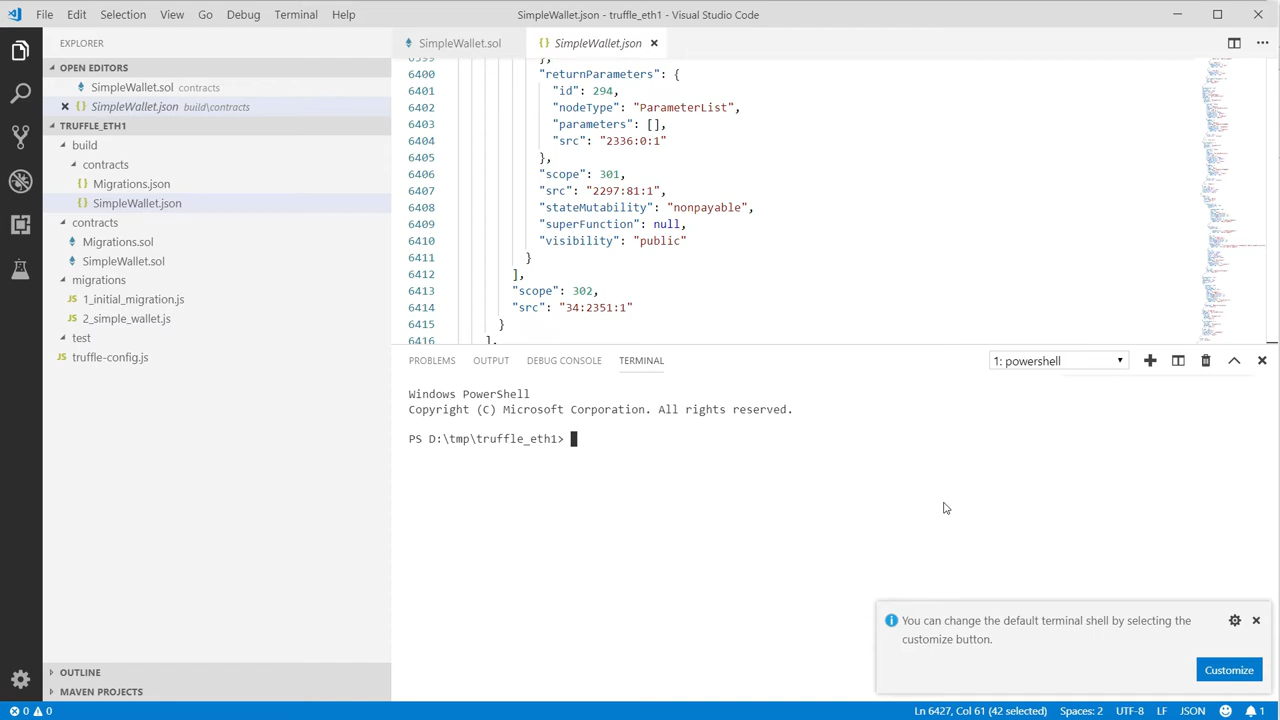 File Edit Selection View Go Debug Terminal Help
SimpleWallet.json - truffle_eth1 - Visual Studio Code
EXPLORER
OPEN EDITORS
SimpleWallet.sol contracts
SimpleWallet.json build\contracts
TRUFFLE_ETH1
build
contracts
Migrations.json
SimpleWallet.json
contracts
Migrations.sol
SimpleWallet.sol
migrations
1_initial_migration.js
2_simple_wallet.js
test
truffle-config.js
OUTLINE
MAVEN PROJECTS
SimpleWallet.sol
SimpleWallet.json
6399 },
6400 "returnParameters": {
6401 "id": 294,
6402 "nodeType": "ParameterList",
6403 "parameters": [],
6404 "src": "2336:0:1"
6405 },
6406 "scope": 301,
6407 "src": "2297:81:1",
6408 "stateMutability": "nonpayable",
6409 "superFunction": null,
6410 "visibility": "public"
6411 }
6412 ],
6413 "scope": 302,
6414 "src": "34:2351:1"
6415 }
6416 ],
PROBLEMS OUTPUT DEBUG CONSOLE TERMINAL
1: powershell
Windows PowerShell
Copyright (C) Microsoft Corporation. All rights reserved.
PS D:\tmp\truffle_eth1>
You can change the default terminal shell by selecting the
customize button.
Customize
0 0
Ln 6427, Col 61 (42 selected) Spaces: 2 UTF-8 LF JSON 1